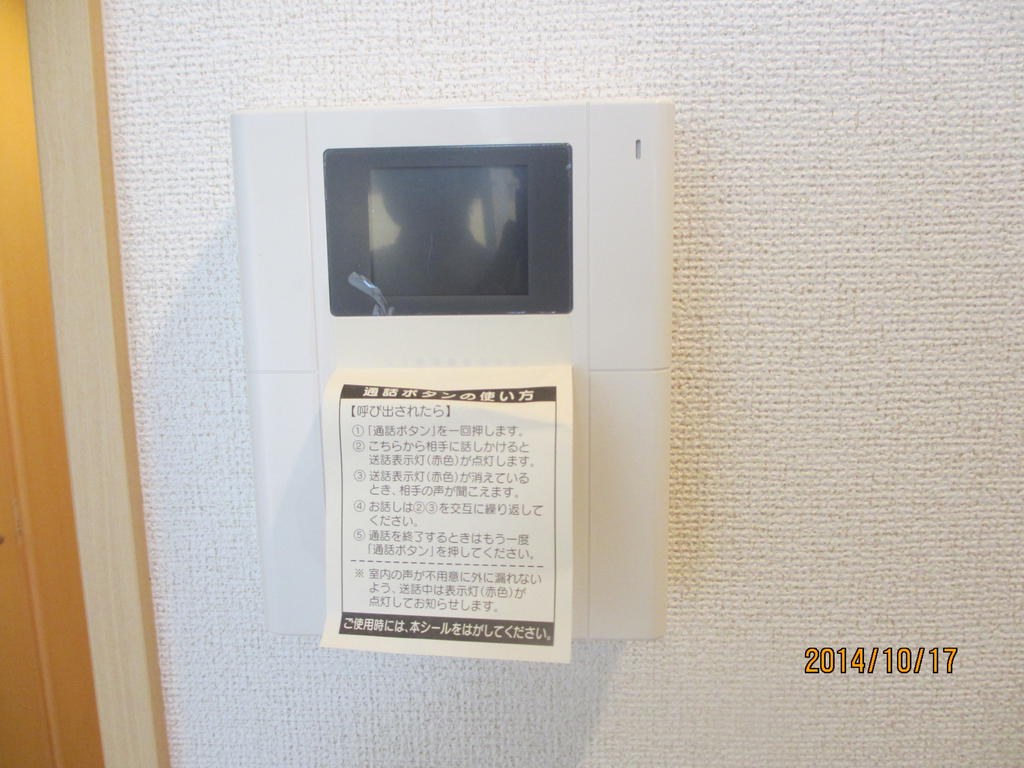 通話ボタンの使い方
【呼び出されたら】
①「通話ボタン」を一回押します。
②こちらから相手に話しかけると
送話表示灯(赤色)が点灯します。
③送話表示灯(赤色)が消えている
とき、相手の声が聞こえます。
④お話しは②③を交互に繰り返して
ください。
⑤通話を終了するときはもう一度
「通話ボタン」を押してください。
※室内の声が不用意に外に漏れない
よう、送話中は表示灯(赤色)が
点灯してお知らせします。
ご使用時には、本シールをはがしてください。
2014/10/17